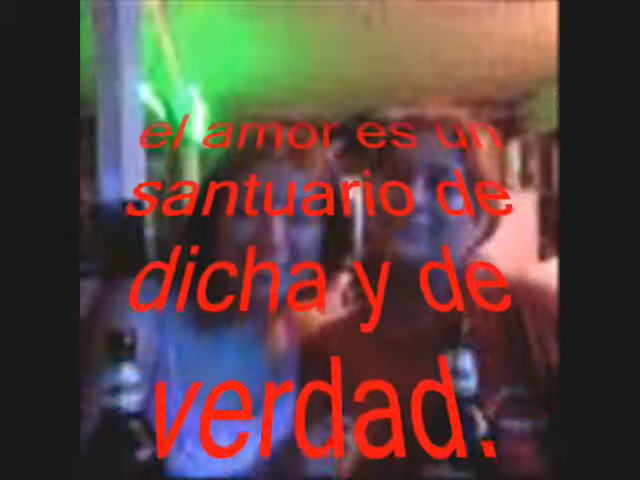 el amor es un
santuario de
dicha y de
verdad.